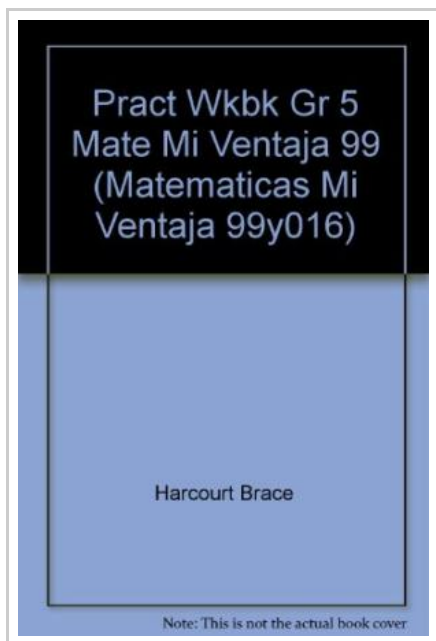 Pract Wkbk Gr 5
Mate Mi Ventaja 99
(Matematicas Mi
Ventaja 99y016)
Harcourt Brace
Note: This is not the actual book cover